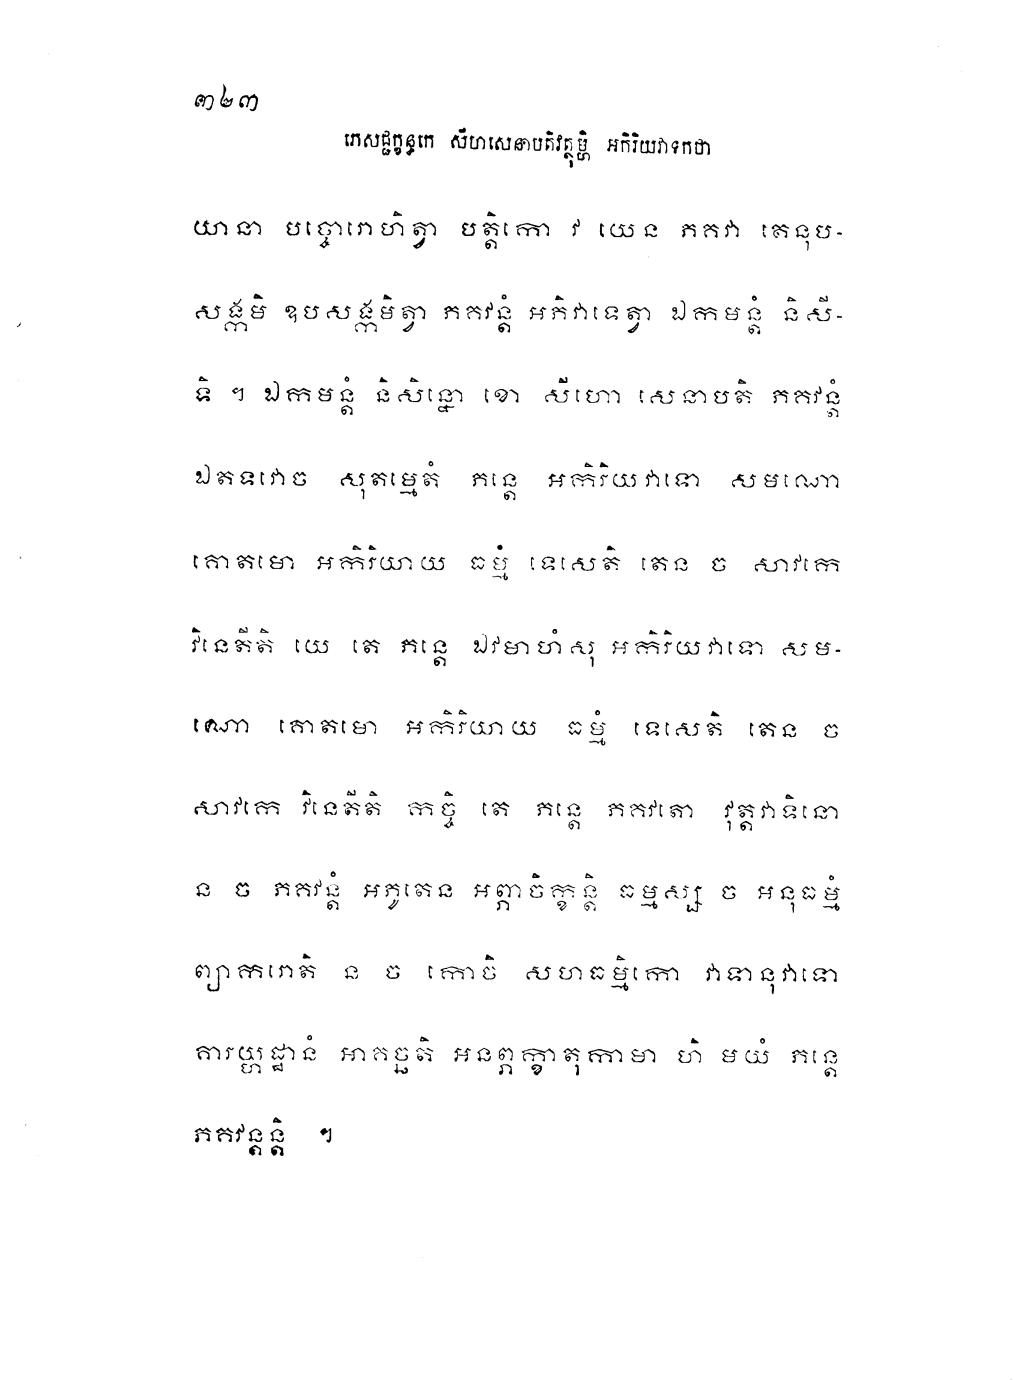 ៣២៣
ភេសជ្ជក្ខន្ធកេ សីហសេនាបតិវត្ថុម្ហិ អកិរិយវាទកថា
យានា បច្ចោរោហិត្វា បត្តិកោ វ យេន ភគវា តេនុប-
សង្កមិ ឧបសង្កមិត្វា ភគវន្តំ អភិវាទេត្វា ឯកមន្តំ និសី-
ទិ ។ ឯកមន្តំ និសិន្នោ ខោ សីហោ សេនាបតិ ភគវន្តំ
ឯតទវោច សុតម្មេតំ ភន្តេ អកិរិយវាទោ សមណោ
គោតមោ អកិរិយាយ ធម្មំ ទេសេតិ តេន ច សាវកេ
វិនេតីតិ យេ តេ ភន្តេ ឯវមាហំសុ អកិរិយវាទោ សម-
ណោ គោតមោ អកិរិយាយ ធម្មំ ទេសេតិ តេន ច
សាវកេ វិនេតីតិ កច្ចិ តេ ភន្តេ ភគវតោ វុត្តវាទិនោ
ន ច ភគវន្តំ អភូតេន អព្ភាចិក្ខន្តិ ធម្មស្ស ច អនុធម្មំ
ព្យាករោតិ ន ច កោចិ សហធម្មិកោ វាទានុវាទោ
គារយ្ហដ្ឋានំ អាគច្ឆតិ អនព្ភក្ខាតុកាមា ហិ មយំ ភន្តេ
ភគវន្តន្តិ ។